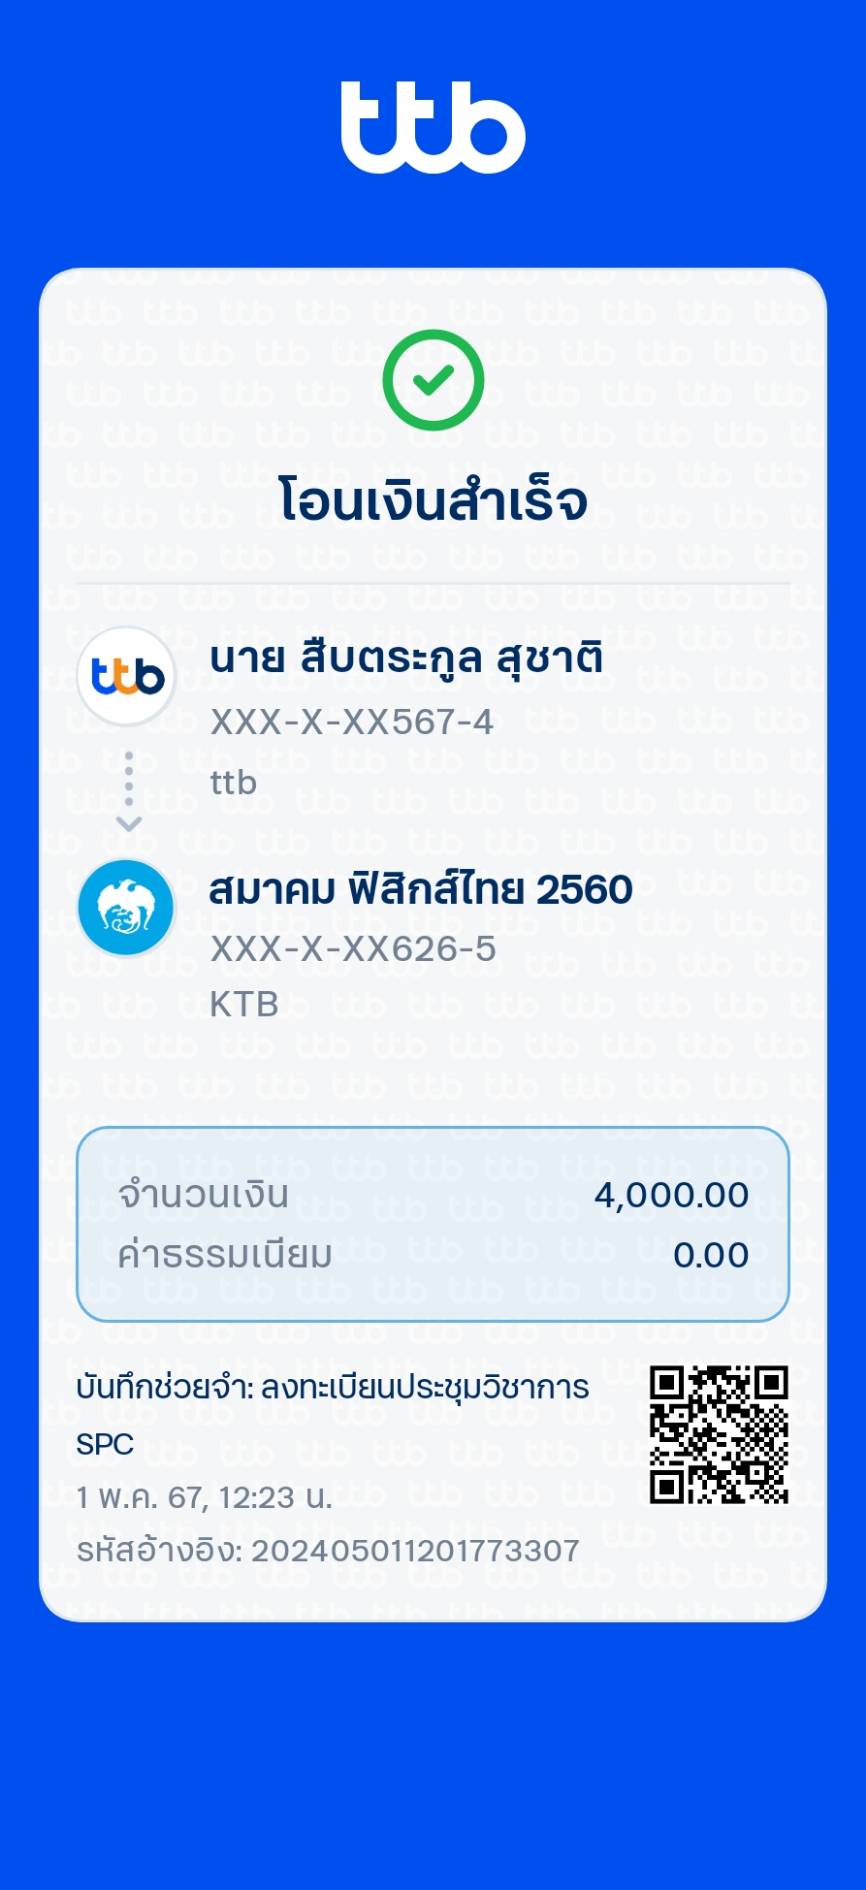 ttb
โอนเงินสำเร็จ
ttb
นาย สืบตระกูล สุชาติ
XXX-X-XX567-4
ttb
สมาคม ฟิสิกส์ไทย 2560
XXX-X-XX626-5
KTB
จำนวนเงิน 4,000.00
ค่าธรรมเนียม 0.00
บันทึกช่วยจำ: ลงทะเบียนประชุมวิชาการ
SPC
1 พ.ค. 67, 12:23 น.
รหัสอ้างอิง: 202405011201773307